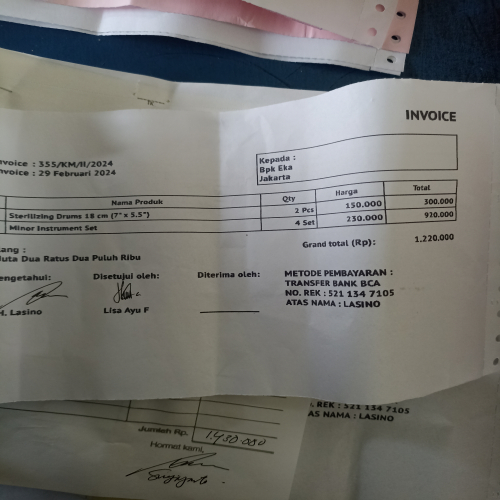 INVOICE
nvoice : 355/KM/II/2024
nvoice : 29 Februari 2024
Kepada :
Bpk Eka
Jakarta
Nama Produk Qty Harga Total
Sterilizing Drums 18 cm (7" x 5.5") 2 Pcs 150.000 300.000
Minor Instrument Set 4 Set 230.000 920.000
Grand total (Rp): 1.220.000
ang :
Juta Dua Ratus Dua Puluh Ribu
engetahui: Disetujui oleh: Diterima oleh:
Lasino Lisa Ayu F
METODE PEMBAYARAN :
TRANSFER BANK BCA
NO. REK : 521 134 7105
ATAS NAMA : LASINO
REK : 521 134 7105
AS NAMA : LASINO
Jumlah Rp. 1.430.000
Hormat kami,